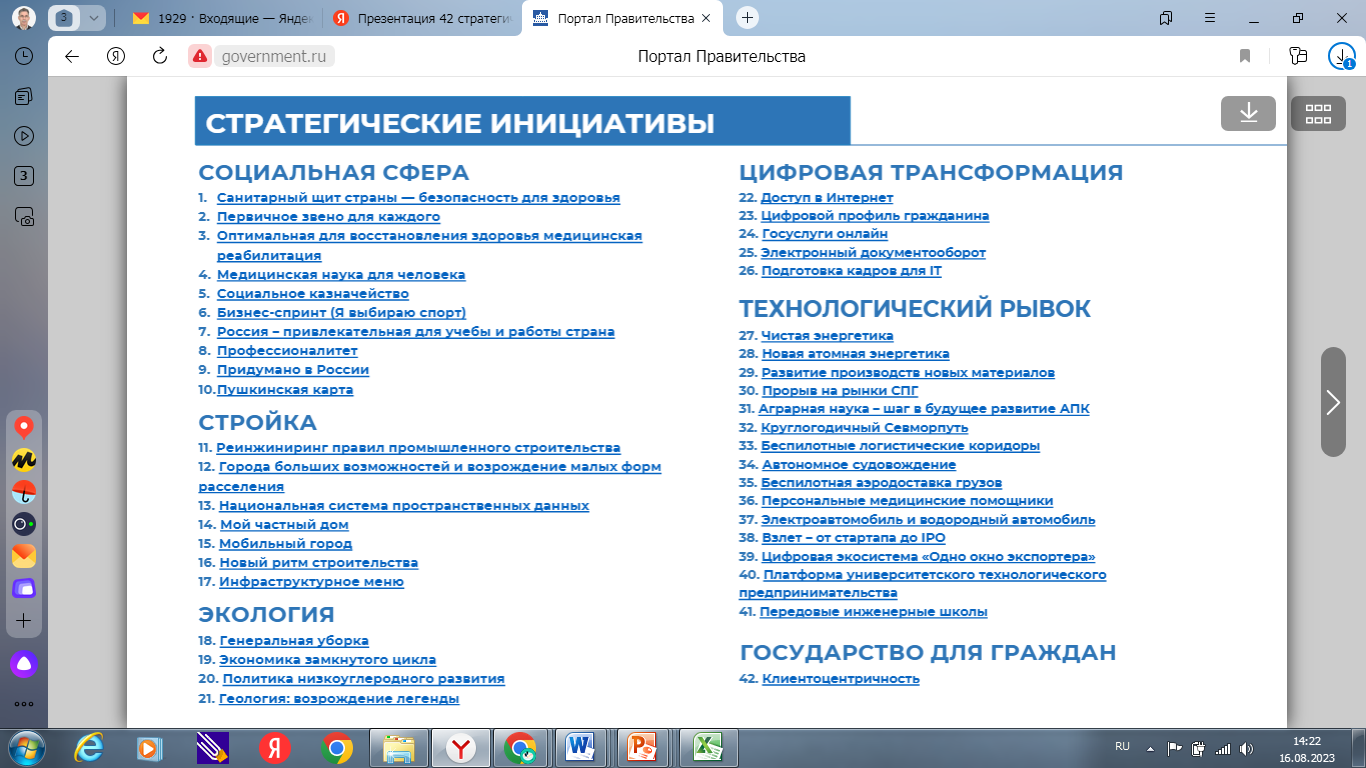 3
1929 · Входящие — Яндек
Презентация 42 стратегич
Портал Правительства
government.ru
Портал Правительства
1
3
СТРАТЕГИЧЕСКИЕ ИНИЦИАТИВЫ
СОЦИАЛЬНАЯ СФЕРА
1. Санитарный щит страны — безопасность для здоровья
2. Первичное звено для каждого
3. Оптимальная для восстановления здоровья медицинская
реабилитация
4. Медицинская наука для человека
5. Социальное казначейство
6. Бизнес-спринт (Я выбираю спорт)
7. Россия – привлекательная для учебы и работы страна
8. Профессионалитет
9. Придумано в России
10. Пушкинская карта
СТРОЙКА
11. Реинжиниринг правил промышленного строительства
12. Города больших возможностей и возрождение малых форм
расселения
13. Национальная система пространственных данных
14. Мой частный дом
15. Мобильный город
16. Новый ритм строительства
17. Инфраструктурное меню
ЭКОЛОГИЯ
18. Генеральная уборка
19. Экономика замкнутого цикла
20. Политика низкоуглеродного развития
21. Геология: возрождение легенды
ЦИФРОВАЯ ТРАНСФОРМАЦИЯ
22. Доступ в Интернет
23. Цифровой профиль гражданина
24. Госуслуги онлайн
25. Электронный документооборот
26. Подготовка кадров для IT
ТЕХНОЛОГИЧЕСКИЙ РЫВОК
27. Чистая энергетика
28. Новая атомная энергетика
29. Развитие производств новых материалов
30. Прорыв на рынки СПГ
31. Аграрная наука – шаг в будущее развитие АПК
32. Круглогодичный Севморпуть
33. Беспилотные логистические коридоры
34. Автономное судовождение
35. Беспилотная аэродоставка грузов
36. Персональные медицинские помощники
37. Электроавтомобиль и водородный автомобиль
38. Взлет – от стартапа до IPO
39. Цифровая экосистема «Одно окно экспортера»
40. Платформа университетского технологического
предпринимательства
41. Передовые инженерные школы
ГОСУДАРСТВО ДЛЯ ГРАЖДАН
42. Клиентоцентричность
RU
14:22
16.08.2023